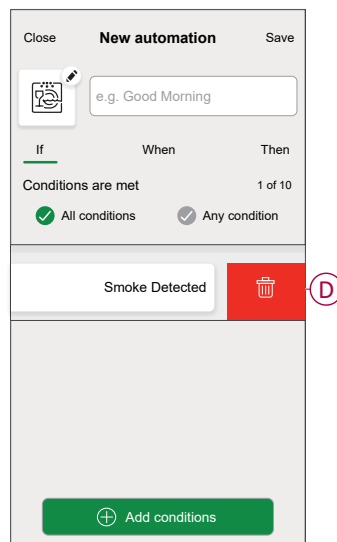 Close New automation Save
e.g. Good Morning
If When Then
Conditions are met 1 of 10
All conditions Any condition
Smoke Detected
D
Add conditions